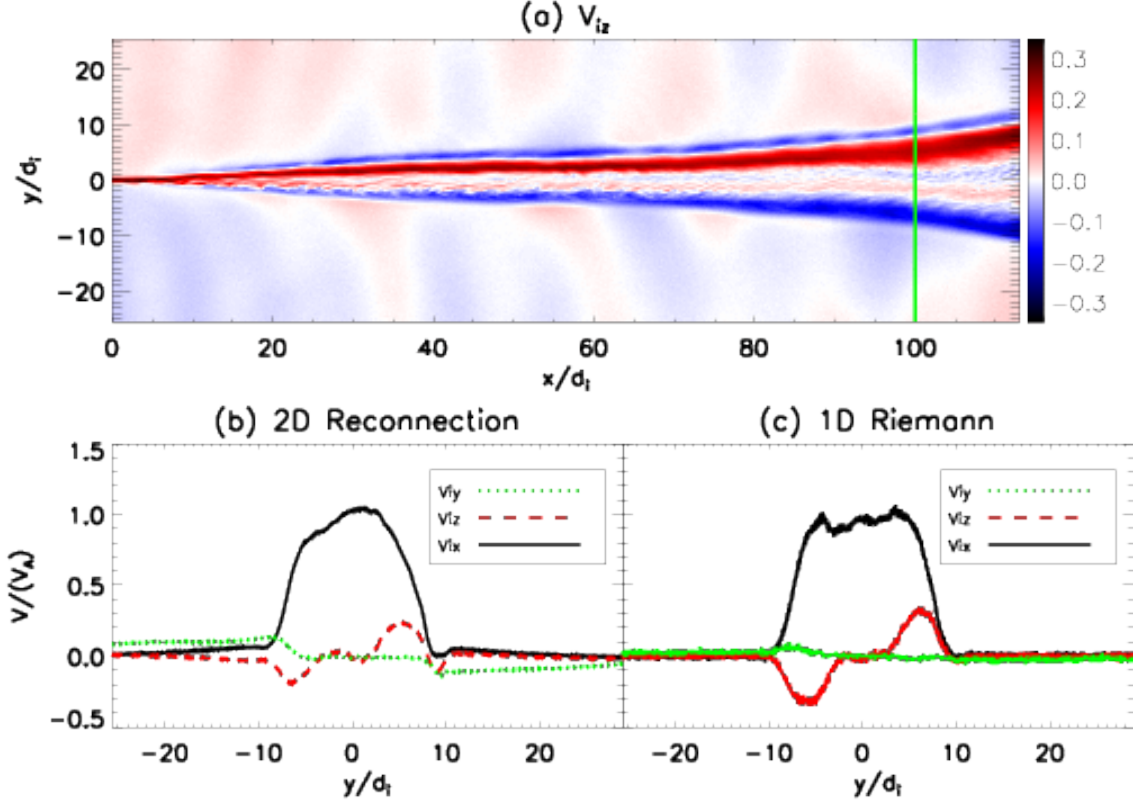 (a) V_iz
20
10
0
-10
-20
y/d_i
0 20 40 60 80 100
x/d_i
0.3
0.2
0.1
0.0
-0.1
-0.2
-0.3
(b) 2D Reconnection
(c) 1D Riemann
1.5
1.0
0.5
0.0
-0.5
V/(V_A)
Viy
Viz
Vix
Viy
Viz
Vix
-20 -10 0 10 20
-20 -10 0 10 20
y/d_i
y/d_i